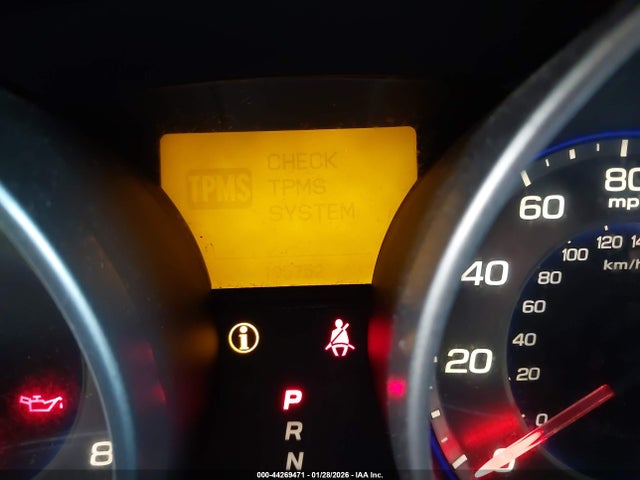 CHECK
TPMS TPMS
SYSTEM
80
mp
60
120 14
100
km/h
80
40
60
40
20
20
0
P
R
N
8
000-44269471 | 01/28/2026 | IAA Inc.